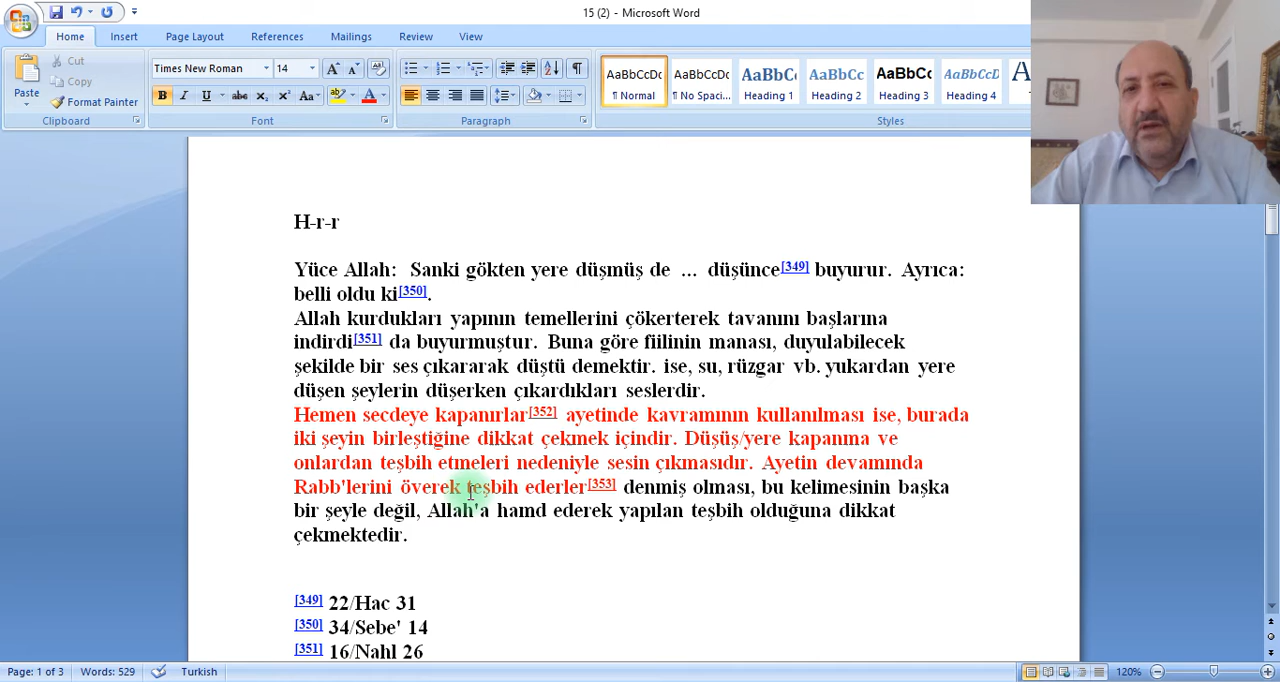 15 (2) - Microsoft Word
Home Insert Page Layout References Mailings Review View
Cut
Copy
Paste
Format Painter
Clipboard
Times New Roman 14
Font
Paragraph
AaBbCcDc AaBbCcDc AaBbC AaBbCc AaBbCc AaBbCcD A
¶ Normal ¶ No Spaci... Heading 1 Heading 2 Heading 3 Heading 4
Styles
H-r-r
Yüce Allah: Sanki gökten yere düşmüş de ... düşünce[349] buyurur. Ayrıca:
belli oldu ki[350].
Allah kurdukları yapının temellerini çökerterek tavanını başlarına
indirdi[351] da buyurmuştur. Buna göre fiilinin manası, duyulabilecek
şekilde bir ses çıkararak düştü demektir. ise, su, rüzgar vb. yukardan yere
düşen şeylerin düşerken çıkardıkları seslerdir.
Hemen secdeye kapanırlar[352] ayetinde kavramının kullanılması ise, burada
iki şeyin birleştiğine dikkat çekmek içindir. Düşüş/yere kapanma ve
onlardan teşbih etmeleri nedeniyle sesin çıkmasıdır. Ayetin devamında
Rabb'lerini överek teşbih ederler[353] denmiş olması, bu kelimesinin başka
bir şeyle değil, Allah'a hamd ederek yapılan teşbih olduğuna dikkat
çekmektedir.
[349] 22/Hac 31
[350] 34/Sebe' 14
[351] 16/Nahl 26
Page: 1 of 3 Words: 529 Turkish 120%